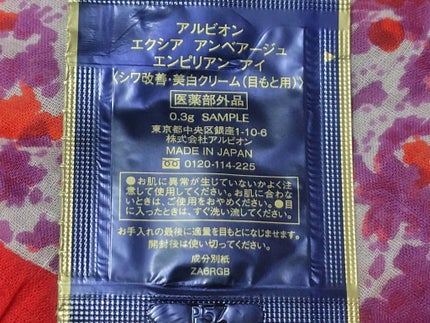 アルビオン
エクシア アンベアージュ
エンピリアン アイ
〈シワ改善・美白クリーム(目もと用)〉
医薬部外品
0.3g SAMPLE
東京都中央区銀座1-10-6
株式会社アルビオン
MADE IN JAPAN
0120-114-225
●お肌に異常が生じていないかよく注
意して使用してください。お肌に合わな
いときは、ご使用をおやめください。●目
に入ったときは、すぐ洗い流してください。
お手入れの最後に適量を目もとになじませます。
開封後は使い切ってください。
成分別紙
ZA6RGB